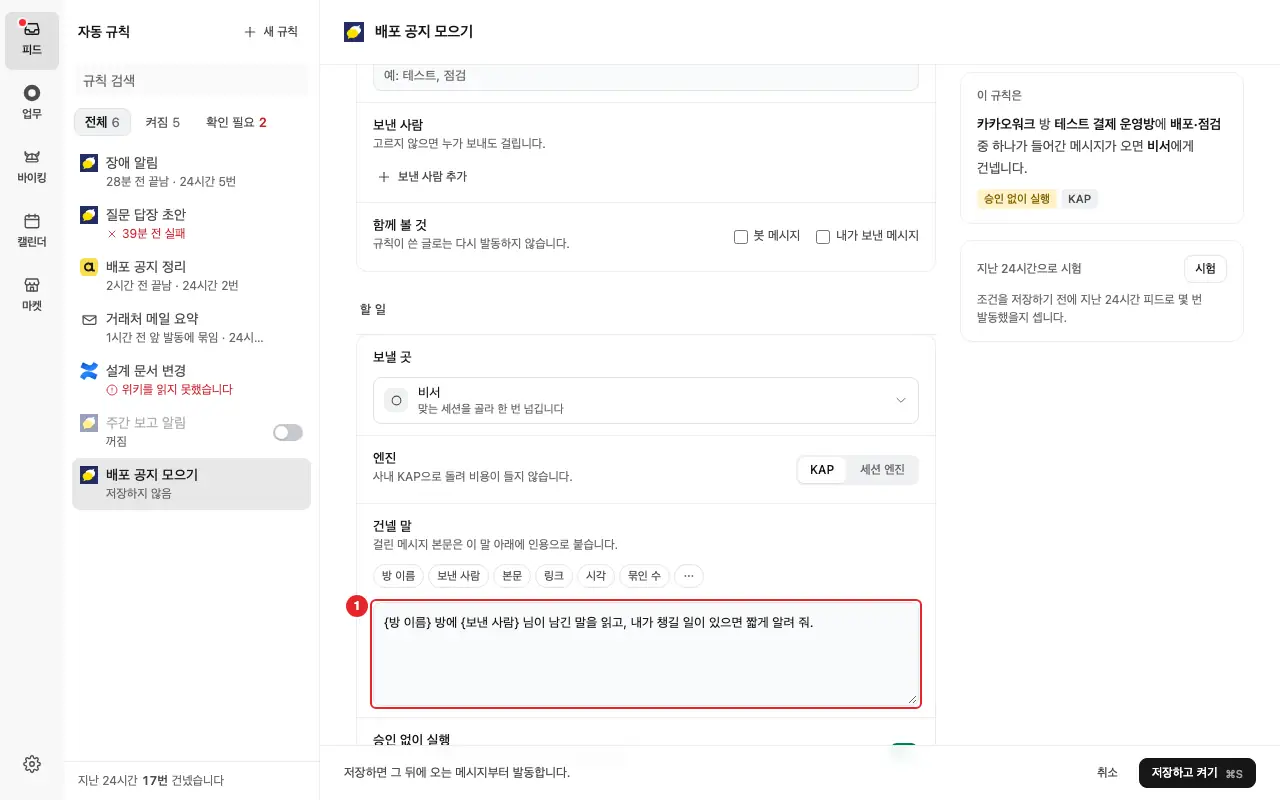 피드
업무
바이킹
캘린더
마켓
자동 규칙
새 규칙
규칙 검색
전체 6
켜짐 5
확인 필요 2
장애 알림
28분 전 끝남 · 24시간 5번
질문 답장 초안
39분 전 실패
배포 공지 정리
2시간 전 끝남 · 24시간 2번
거래처 메일 요약
1시간 전 앞 발동에 묶임 · 24시...
설계 문서 변경
위키를 읽지 못했습니다
주간 보고 알림
꺼짐
배포 공지 모으기
저장하지 않음
지난 24시간 17번 건넸습니다
배포 공지 모으기
예: 테스트, 점검
보낸 사람
고르지 않으면 누가 보내도 걸립니다.
보낸 사람 추가
함께 볼 것
규칙이 쓴 글로는 다시 발동하지 않습니다.
봇 메시지
내가 보낸 메시지
할 일
보낼 곳
비서
맞는 세션을 골라 한 번 넘깁니다
엔진
사내 KAP으로 돌려 비용이 들지 않습니다.
KAP
세션 엔진
건넬 말
걸린 메시지 본문은 이 말 아래에 인용으로 붙습니다.
방 이름
보낸 사람
본문
링크
시각
묶인 수
···
1
{방 이름} 방에 {보낸 사람} 님이 남긴 말을 읽고, 내가 챙길 일이 있으면 짧게 알려 줘.
승인 없이 실행
저장하면 그 뒤에 오는 메시지부터 발동합니다.
취소
저장하고 켜기 ⌘S
이 규칙은
카카오워크 방 테스트 결제 운영방에 배포·점검
중 하나가 들어간 메시지가 오면 비서에게
건넵니다.
승인 없이 실행
KAP
지난 24시간으로 시험
시험
조건을 저장하기 전에 지난 24시간 피드로 몇 번
발동했을지 셉니다.